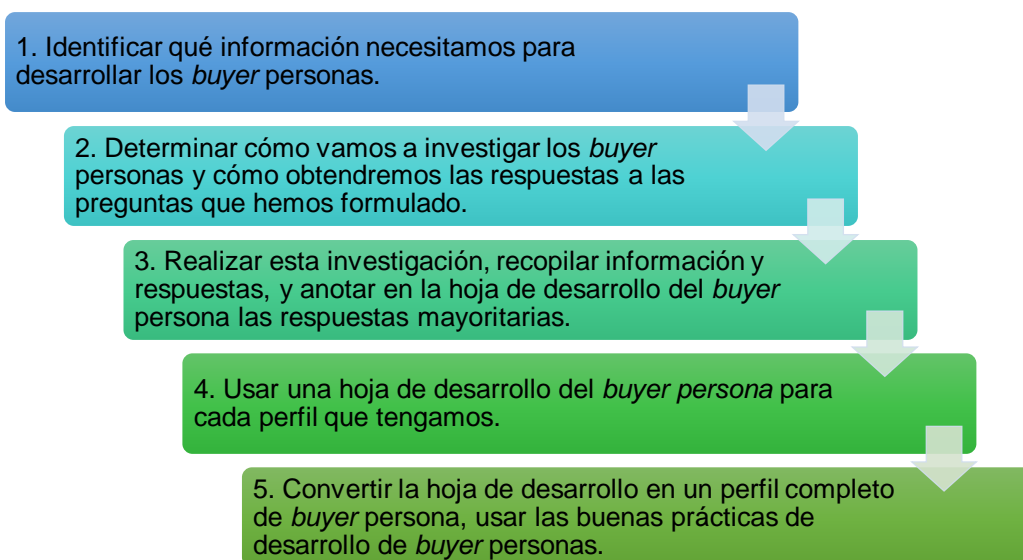 1. Identificar qué información necesitamos para
desarrollar los buyer personas.
2. Determinar cómo vamos a investigar los buyer
personas y cómo obtendremos las respuestas a las
preguntas que hemos formulado.
3. Realizar esta investigación, recopilar información y
respuestas, y anotar en la hoja de desarrollo del buyer
persona las respuestas mayoritarias.
4. Usar una hoja de desarrollo del buyer persona para
cada perfil que tengamos.
5. Convertir la hoja de desarrollo en un perfil completo
de buyer persona, usar las buenas prácticas de
desarrollo de buyer personas.